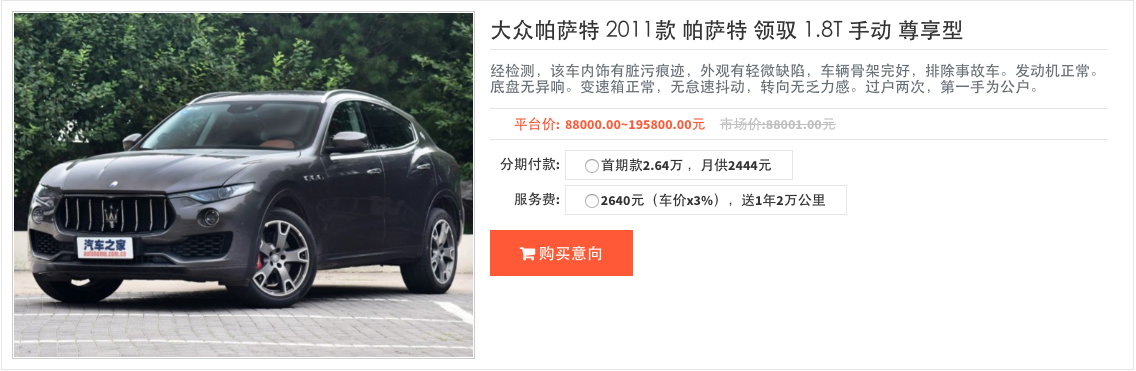 大众帕萨特 2011款 帕萨特 领驭 1.8T 手动 尊享型
经检测，该车内饰有脏污痕迹，外观有轻微缺陷，车辆骨架完好，排除事故车。发动机正常。
底盘无异响。变速箱正常，无怠速抖动，转向无乏力感。过户两次，第一手为公户。
平台价: 88000.00~195800.00元 市场价:88001.00元
分期付款: 首期款2.64万 ，月供2444元
服务费: 2640元（车价x3%），送1年2万公里
购买意向
汽车之家
autohome.com.cn